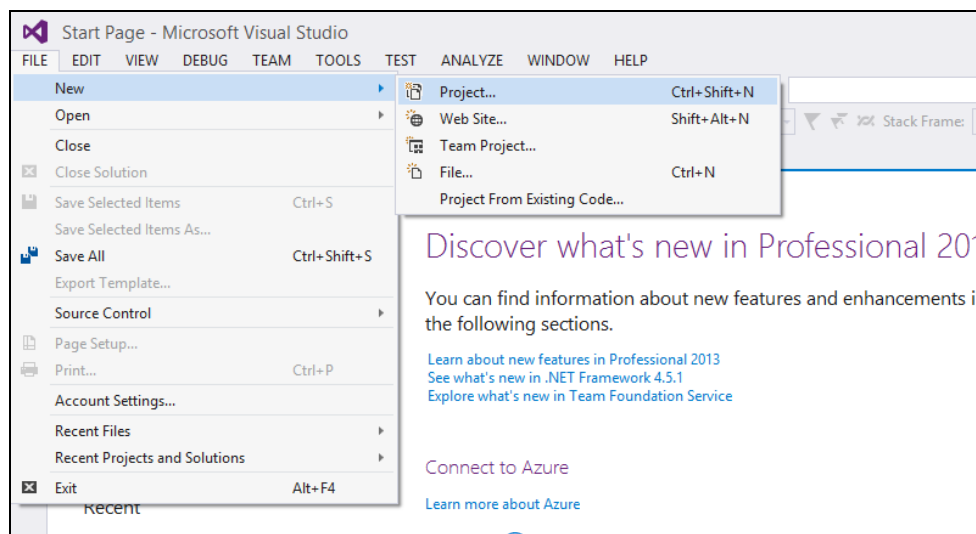 Start Page - Microsoft Visual Studio
FILE EDIT VIEW DEBUG TEAM TOOLS TEST ANALYZE WINDOW HELP
New
Open
Close
Close Solution
Save Selected Items Ctrl+S
Save Selected Items As...
Save All Ctrl+Shift+S
Export Template...
Source Control
Page Setup...
Print... Ctrl+P
Account Settings...
Recent Files
Recent Projects and Solutions
Exit Alt+F4
Recent
Project... Ctrl+Shift+N
Web Site... Shift+Alt+N
Team Project...
File... Ctrl+N
Project From Existing Code...
Stack Frame:
Discover what's new in Professional 201
You can find information about new features and enhancements i
the following sections.
Learn about new features in Professional 2013
See what's new in .NET Framework 4.5.1
Explore what's new in Team Foundation Service
Connect to Azure
Learn more about Azure